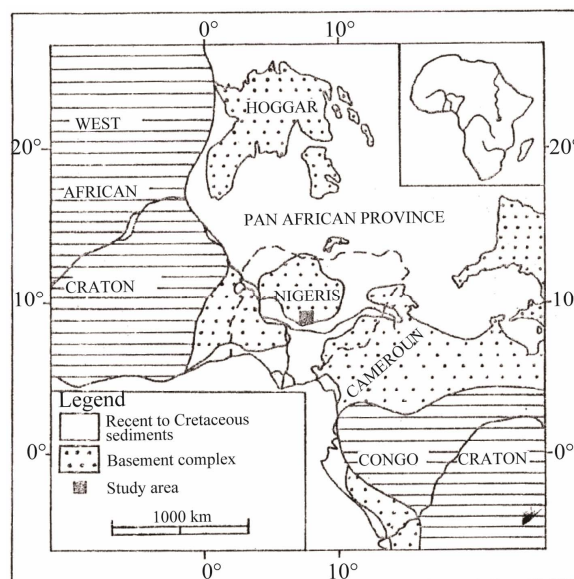 0° 10°
HOGGAR
WEST
20° 20°
AFRICAN
PAN AFRICAN PROVINCE
CRATON
NIGERIS
10° 10°
CAMEROUN
Legend
Recent to Cretaceous
sediments
Basement complex
Study area
1000 km
0° CONGO CRATON 0°
0° 10°